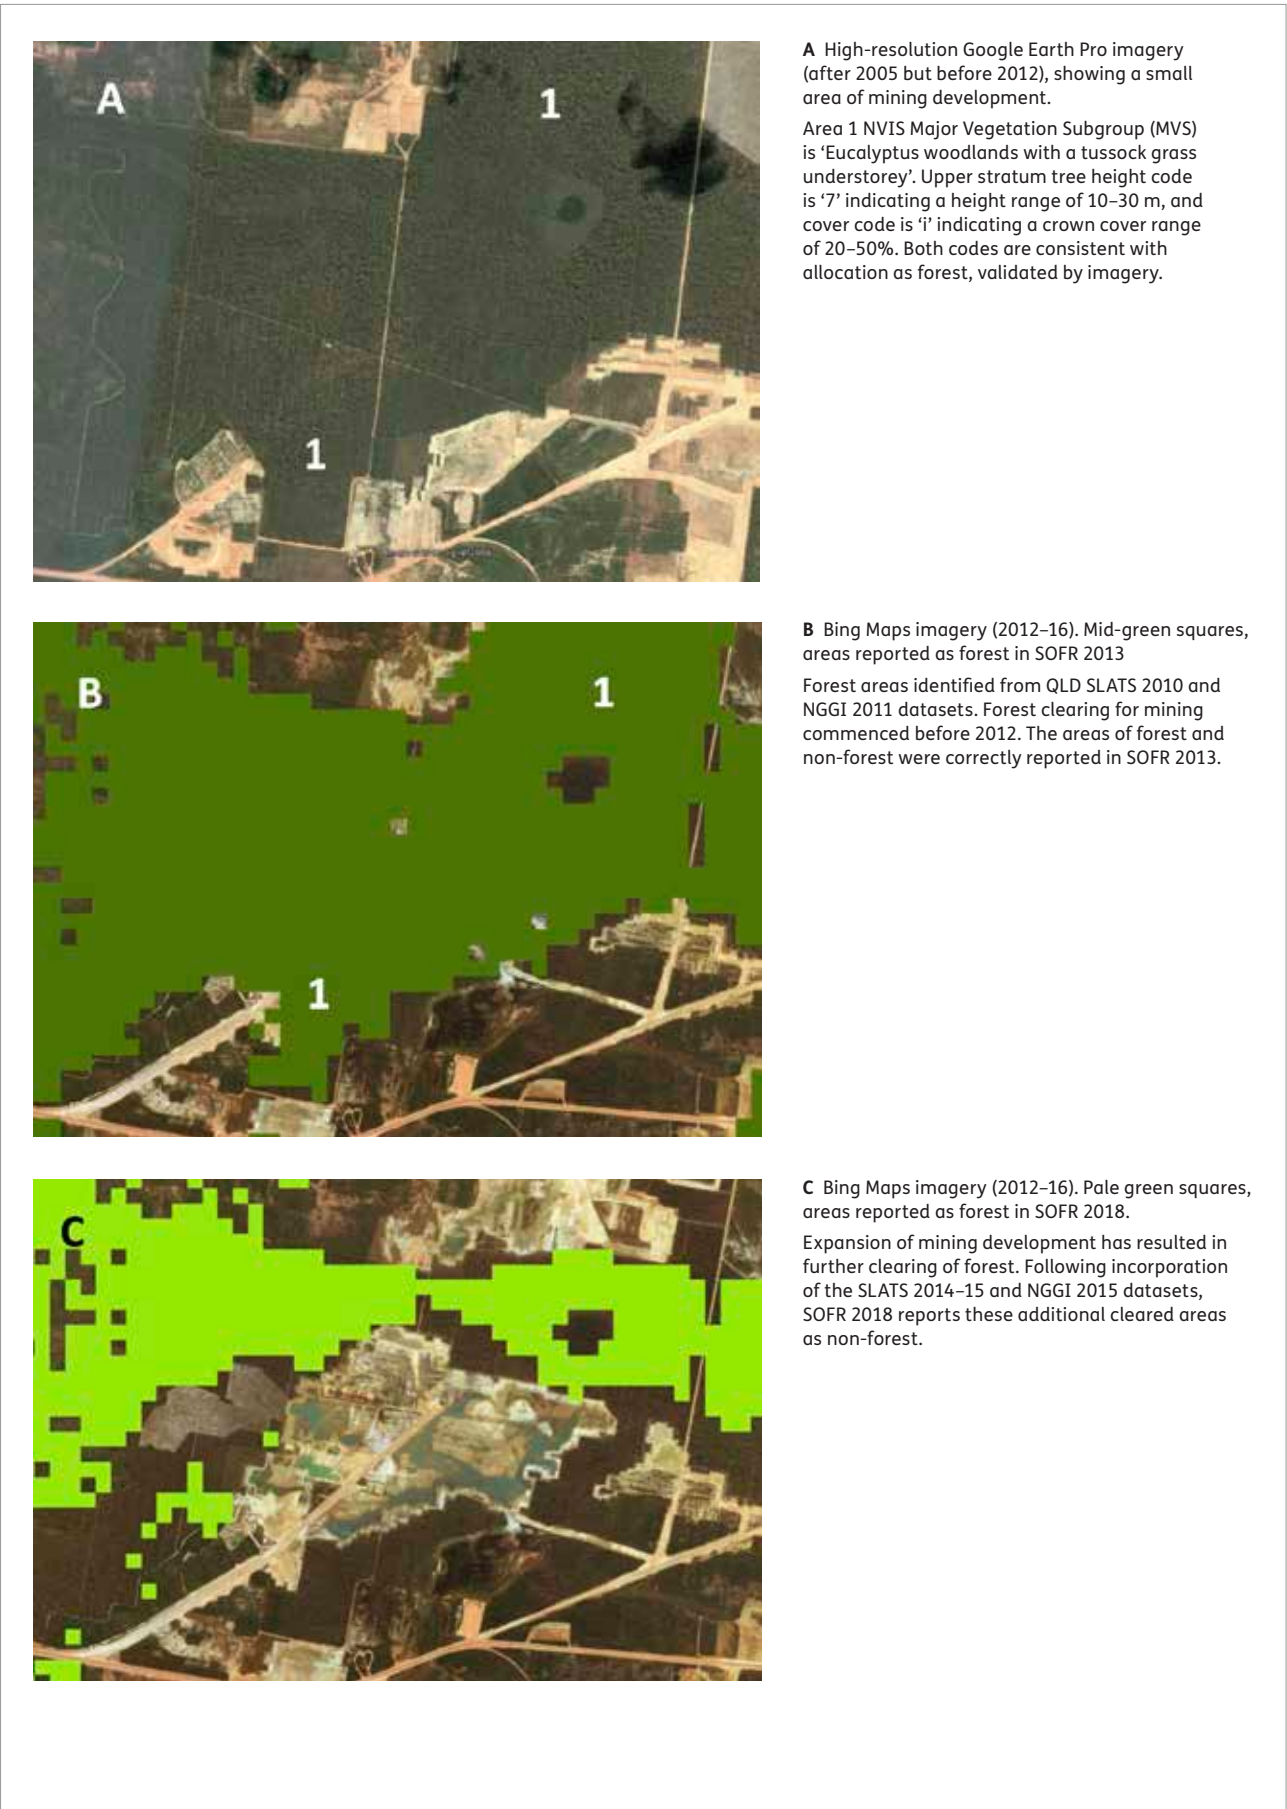 A
1
1
A High-resolution Google Earth Pro imagery
(after 2005 but before 2012), showing a small
area of mining development.
Area 1 NVIS Major Vegetation Subgroup (MVS)
is ‘Eucalyptus woodlands with a tussock grass
understorey’. Upper stratum tree height code
is ‘7’ indicating a height range of 10–30 m, and
cover code is ‘i’ indicating a crown cover range
of 20–50%. Both codes are consistent with
allocation as forest, validated by imagery.
B
1
1
B Bing Maps imagery (2012–16). Mid-green squares,
areas reported as forest in SOFR 2013
Forest areas identified from QLD SLATS 2010 and
NGGI 2011 datasets. Forest clearing for mining
commenced before 2012. The areas of forest and
non-forest were correctly reported in SOFR 2013.
C
C Bing Maps imagery (2012–16). Pale green squares,
areas reported as forest in SOFR 2018.
Expansion of mining development has resulted in
further clearing of forest. Following incorporation
of the SLATS 2014–15 and NGGI 2015 datasets,
SOFR 2018 reports these additional cleared areas
as non-forest.